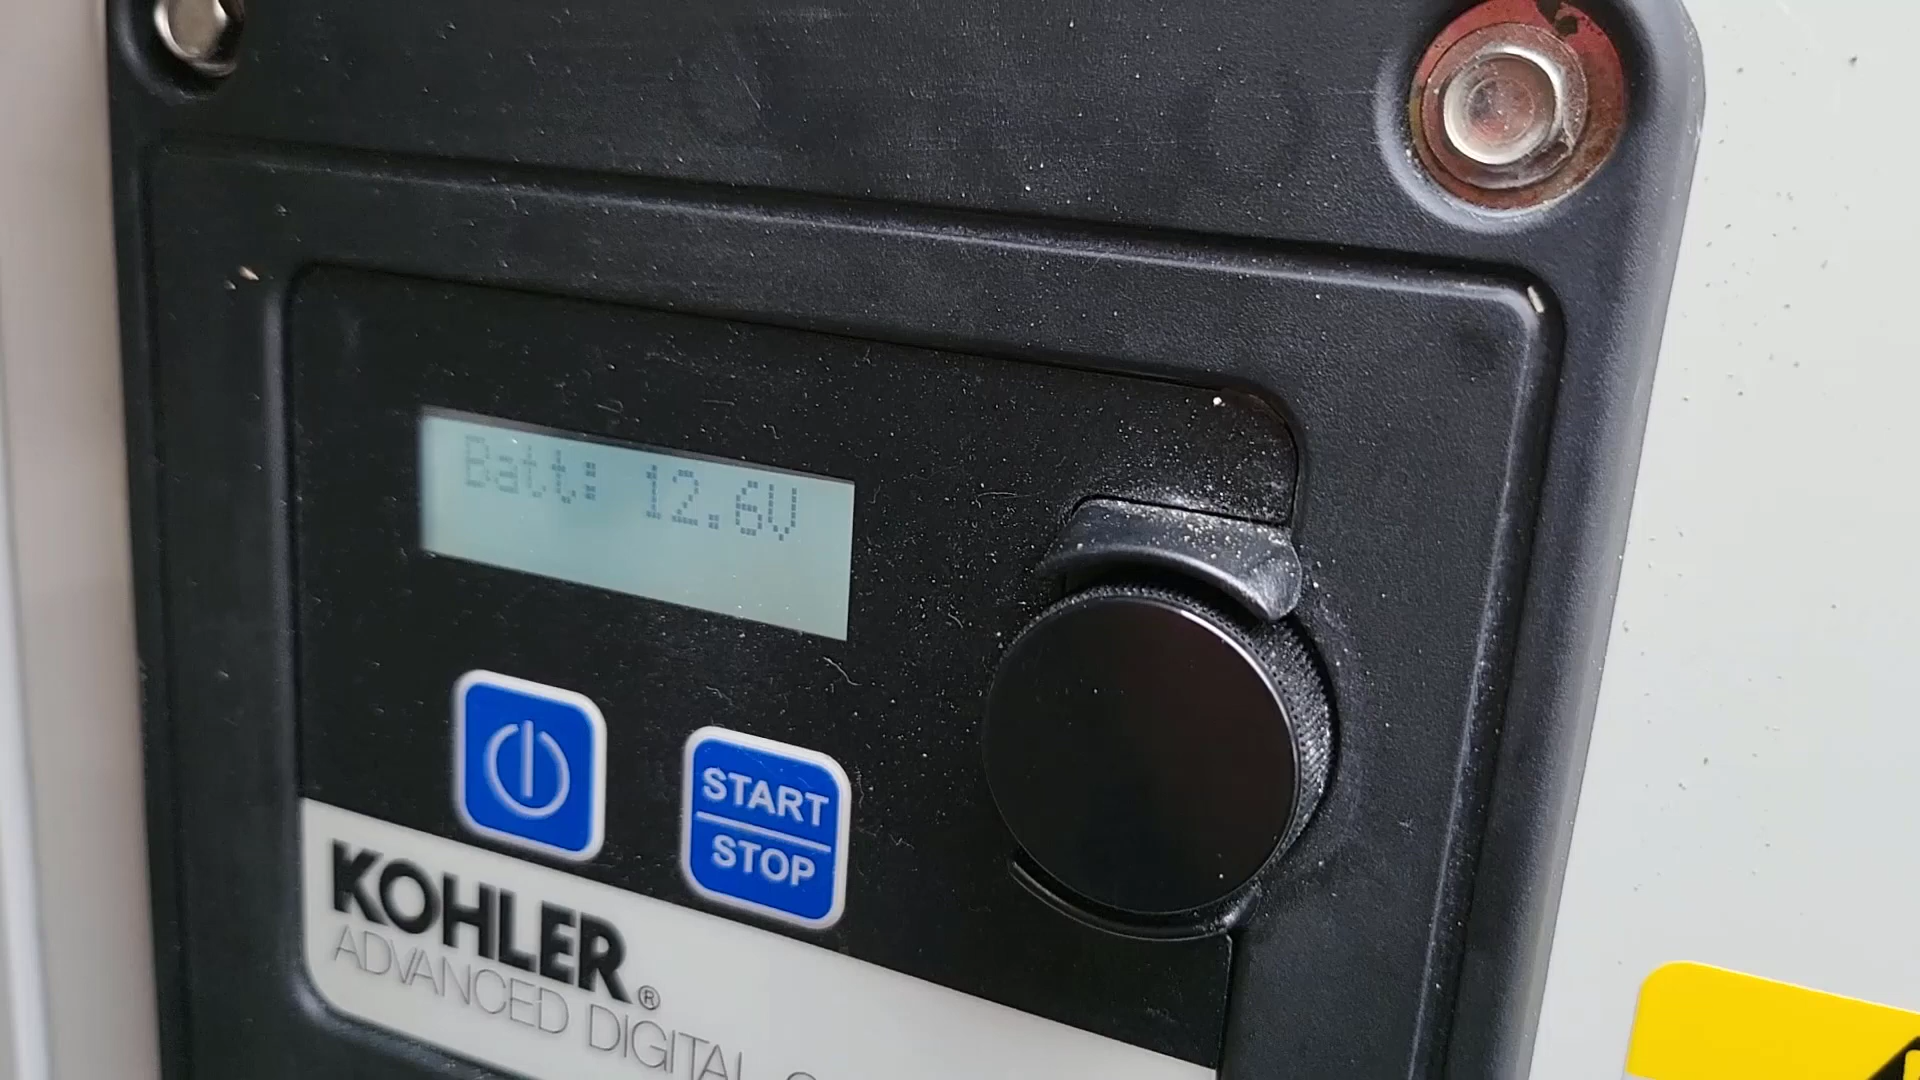 Batt: 12.6V
START
STOP
KOHLER®
ADVANCED DIGITAL